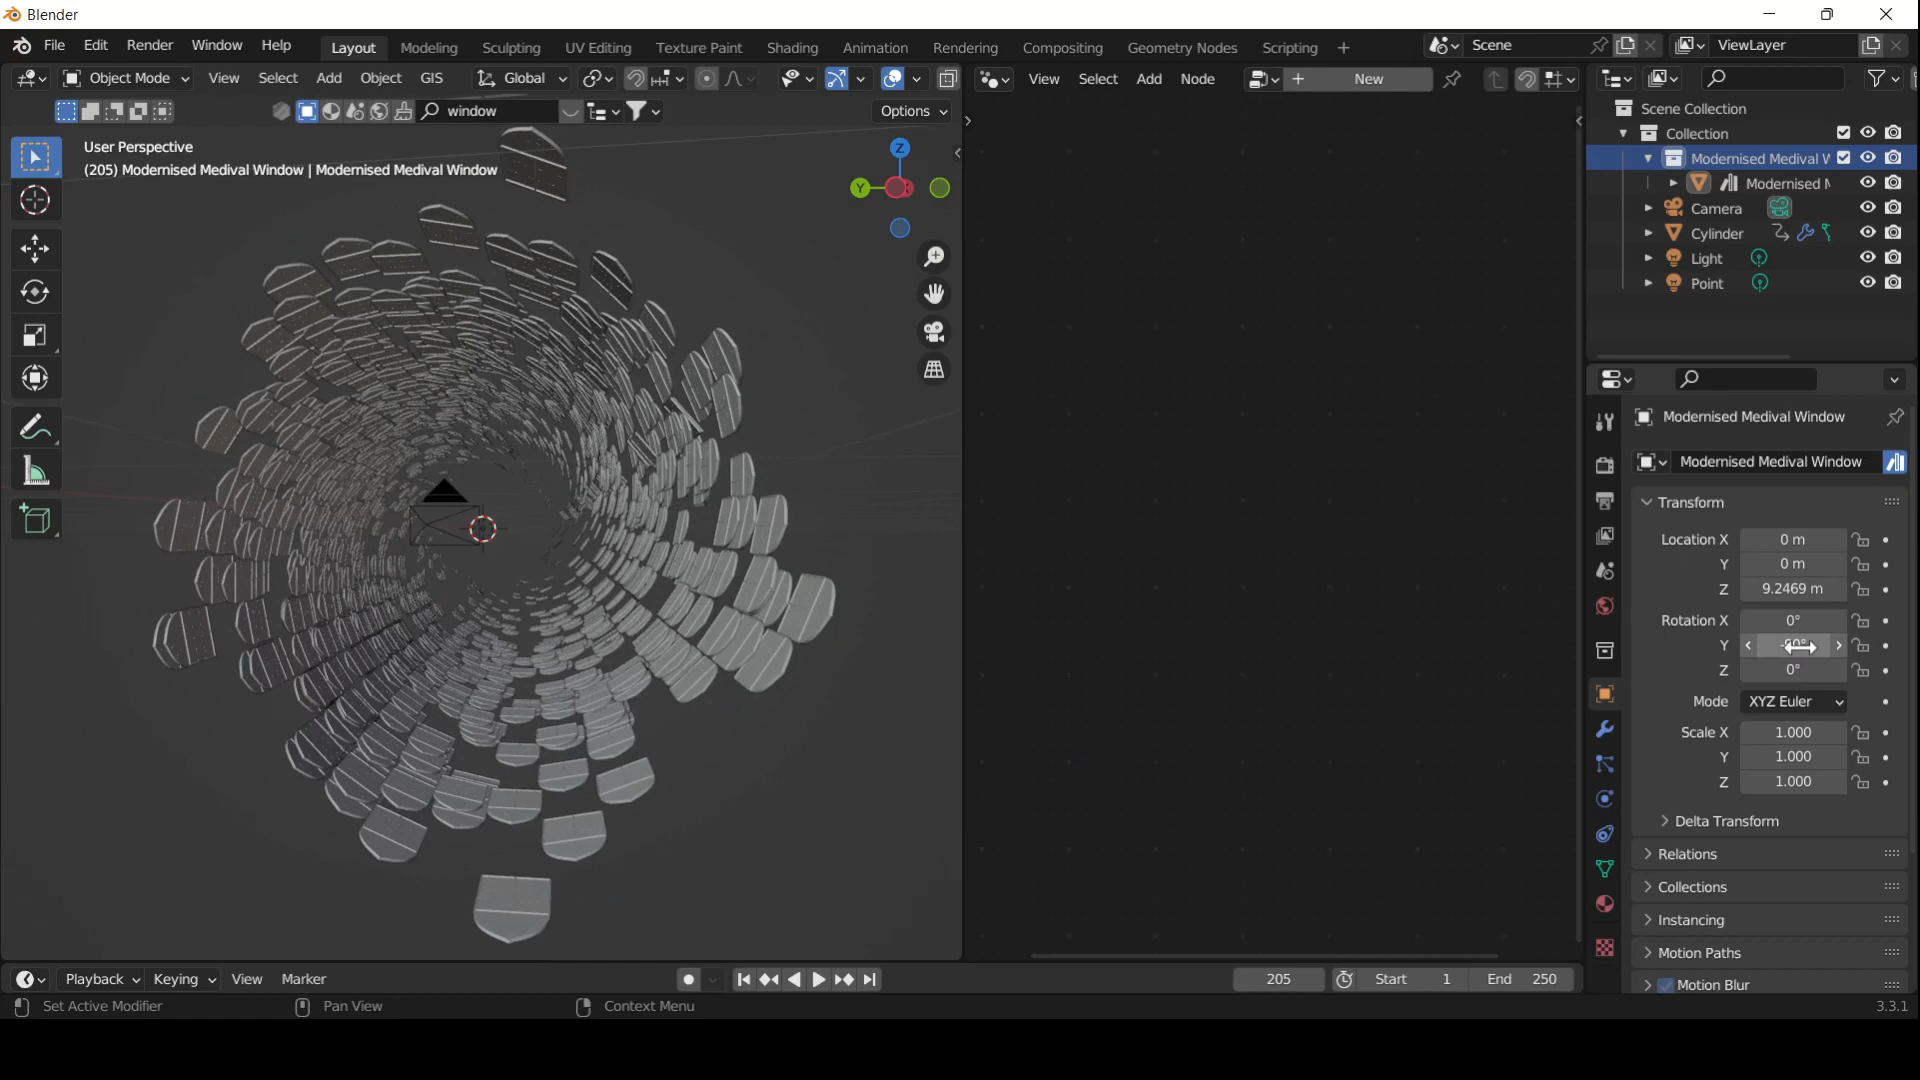 Blender
File Edit Render Window Help Layout Modeling Sculpting UV Editing Texture Paint Shading Animation Rendering Compositing Geometry Nodes Scripting + Scene ViewLayer
Object Mode View Select Add Object GIS Global View Select Add Node + New
window Options
Scene Collection
Collection
Modernised Medival W
Modernised M
Camera
Cylinder
Light
Point
User Perspective
(205) Modernised Medival Window | Modernised Medival Window
Z
Y
Modernised Medival Window
Modernised Medival Window
Transform
Location X 0 m
Y 0 m
Z 9.2469 m
Rotation X 0°
Y
Z 0°
Mode XYZ Euler
Scale X 1.000
Y 1.000
Z 1.000
Delta Transform
Relations
Collections
Instancing
Motion Paths
Motion Blur
Playback Keying View Marker 205 Start 1 End 250
Set Active Modifier Pan View Context Menu 3.3.1